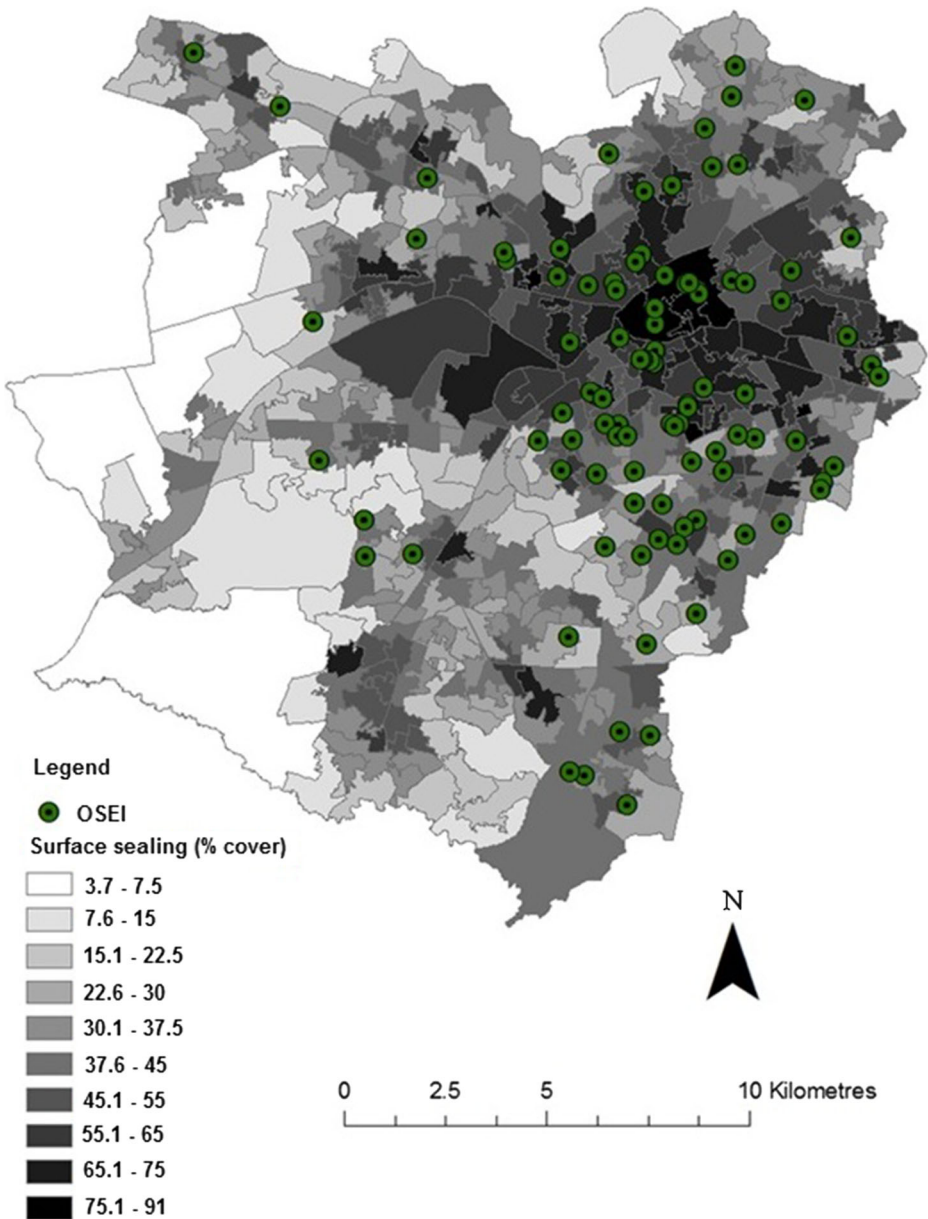 Legend
OSEI
Surface sealing (% cover)
3.7 - 7.5
7.6 - 15
15.1 - 22.5
22.6 - 30
30.1 - 37.5
37.6 - 45
45.1 - 55
55.1 - 65
65.1 - 75
75.1 - 91
N
0 2.5 5 10 Kilometres